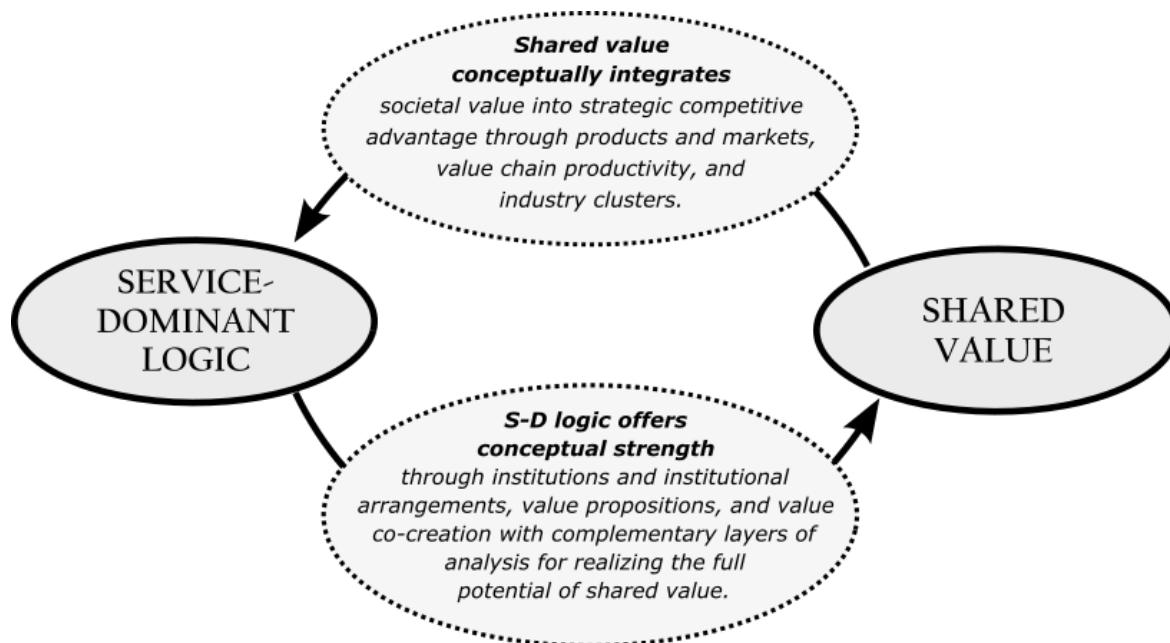 Shared value
conceptually integrates
societal value into strategic competitive
advantage through products and markets,
value chain productivity, and
industry clusters.
SERVICE-
DOMINANT
LOGIC
SHARED
VALUE
S-D logic offers
conceptual strength
through institutions and institutional
arrangements, value propositions, and value
co-creation with complementary layers of
analysis for realizing the full
potential of shared value.